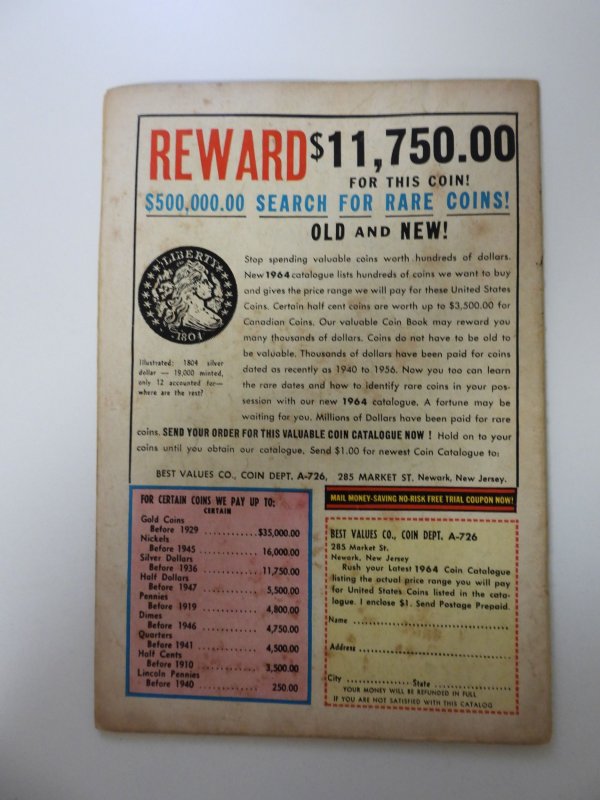 REWARD $11,750.00
FOR THIS COIN!
$500,000.00 SEARCH FOR RARE COINS!
OLD AND NEW!
LIBERTY
1804
Illustrated: 1804 silver
dollar — 19,000 minted,
only 12 accounted for—
where are the rest?
Stop spending valuable coins worth hundreds of dollars.
New 1964 catalogue lists hundreds of coins we want to buy
and gives the price range we will pay for these United States
Coins. Certain half cent coins are worth up to $3,500.00 for
Canadian Coins. Our valuable Coin Book may reward you
many thousands of dollars. Coins do not have to be old to
be valuable. Thousands of dollars have been paid for coins
dated as recently as 1940 to 1956. Now you too can learn
the rare dates and how to identify rare coins in your pos-
session with our new 1964 catalogue. A fortune may be
waiting for you. Millions of Dollars have been paid for rare
coins. SEND YOUR ORDER FOR THIS VALUABLE COIN CATALOGUE NOW ! Hold on to your
coins until you obtain our catalogue. Send $1.00 for newest Coin Catalogue to:
BEST VALUES CO., COIN DEPT. A-726, 285 MARKET ST. Newark, New Jersey.
FOR CERTAIN COINS WE PAY UP TO:
CERTAIN
Gold Coins
Before 1929 ............ $35,000.00
Nickels
Before 1945 ............ 16,000.00
Silver Dollars
Before 1936 ............ 11,750.00
Half Dollars
Before 1947 ............ 5,500.00
Pennies
Before 1919 ............ 4,800.00
Dimes
Before 1946 ............ 4,750.00
Quarters
Before 1941 ............ 4,500.00
Half Cents
Before 1910 ............ 3,500.00
Lincoln Pennies
Before 1940 ............ 250.00
MAIL MONEY-SAVING NO-RISK FREE TRIAL COUPON NOW!
BEST VALUES CO., COIN DEPT. A-726
285 Market St.
Newark, New Jersey
Rush your Latest 1964 Coin Catalogue
listing the actual price range you will pay
for United States Coins listed in the cata-
logue. I enclose $1. Send Postage Prepaid.
Name ....................................
Address ....................................
City ............ State ....................
YOUR MONEY WILL BE REFUNDED IN FULL
IF YOU ARE NOT SATISFIED WITH THIS CATALOG